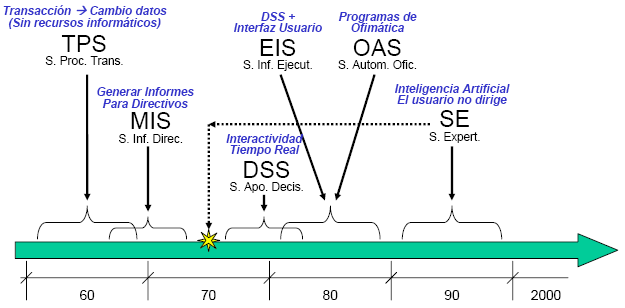 Transacción → Cambio datos
(Sin recursos informáticos)
TPS
S. Proc. Trans.
Generar Informes
Para Directivos
MIS
S. Inf. Direc.
DSS +
Interfaz Usuario
EIS
S. Inf. Ejecut.
Programas de
Ofimática
OAS
S. Autom. Ofic.
Interactividad
Tiempo Real
DSS
S. Apo. Decis.
Inteligencia Artificial
El usuario no dirige
SE
S. Expert.
60 70 80 90 2000